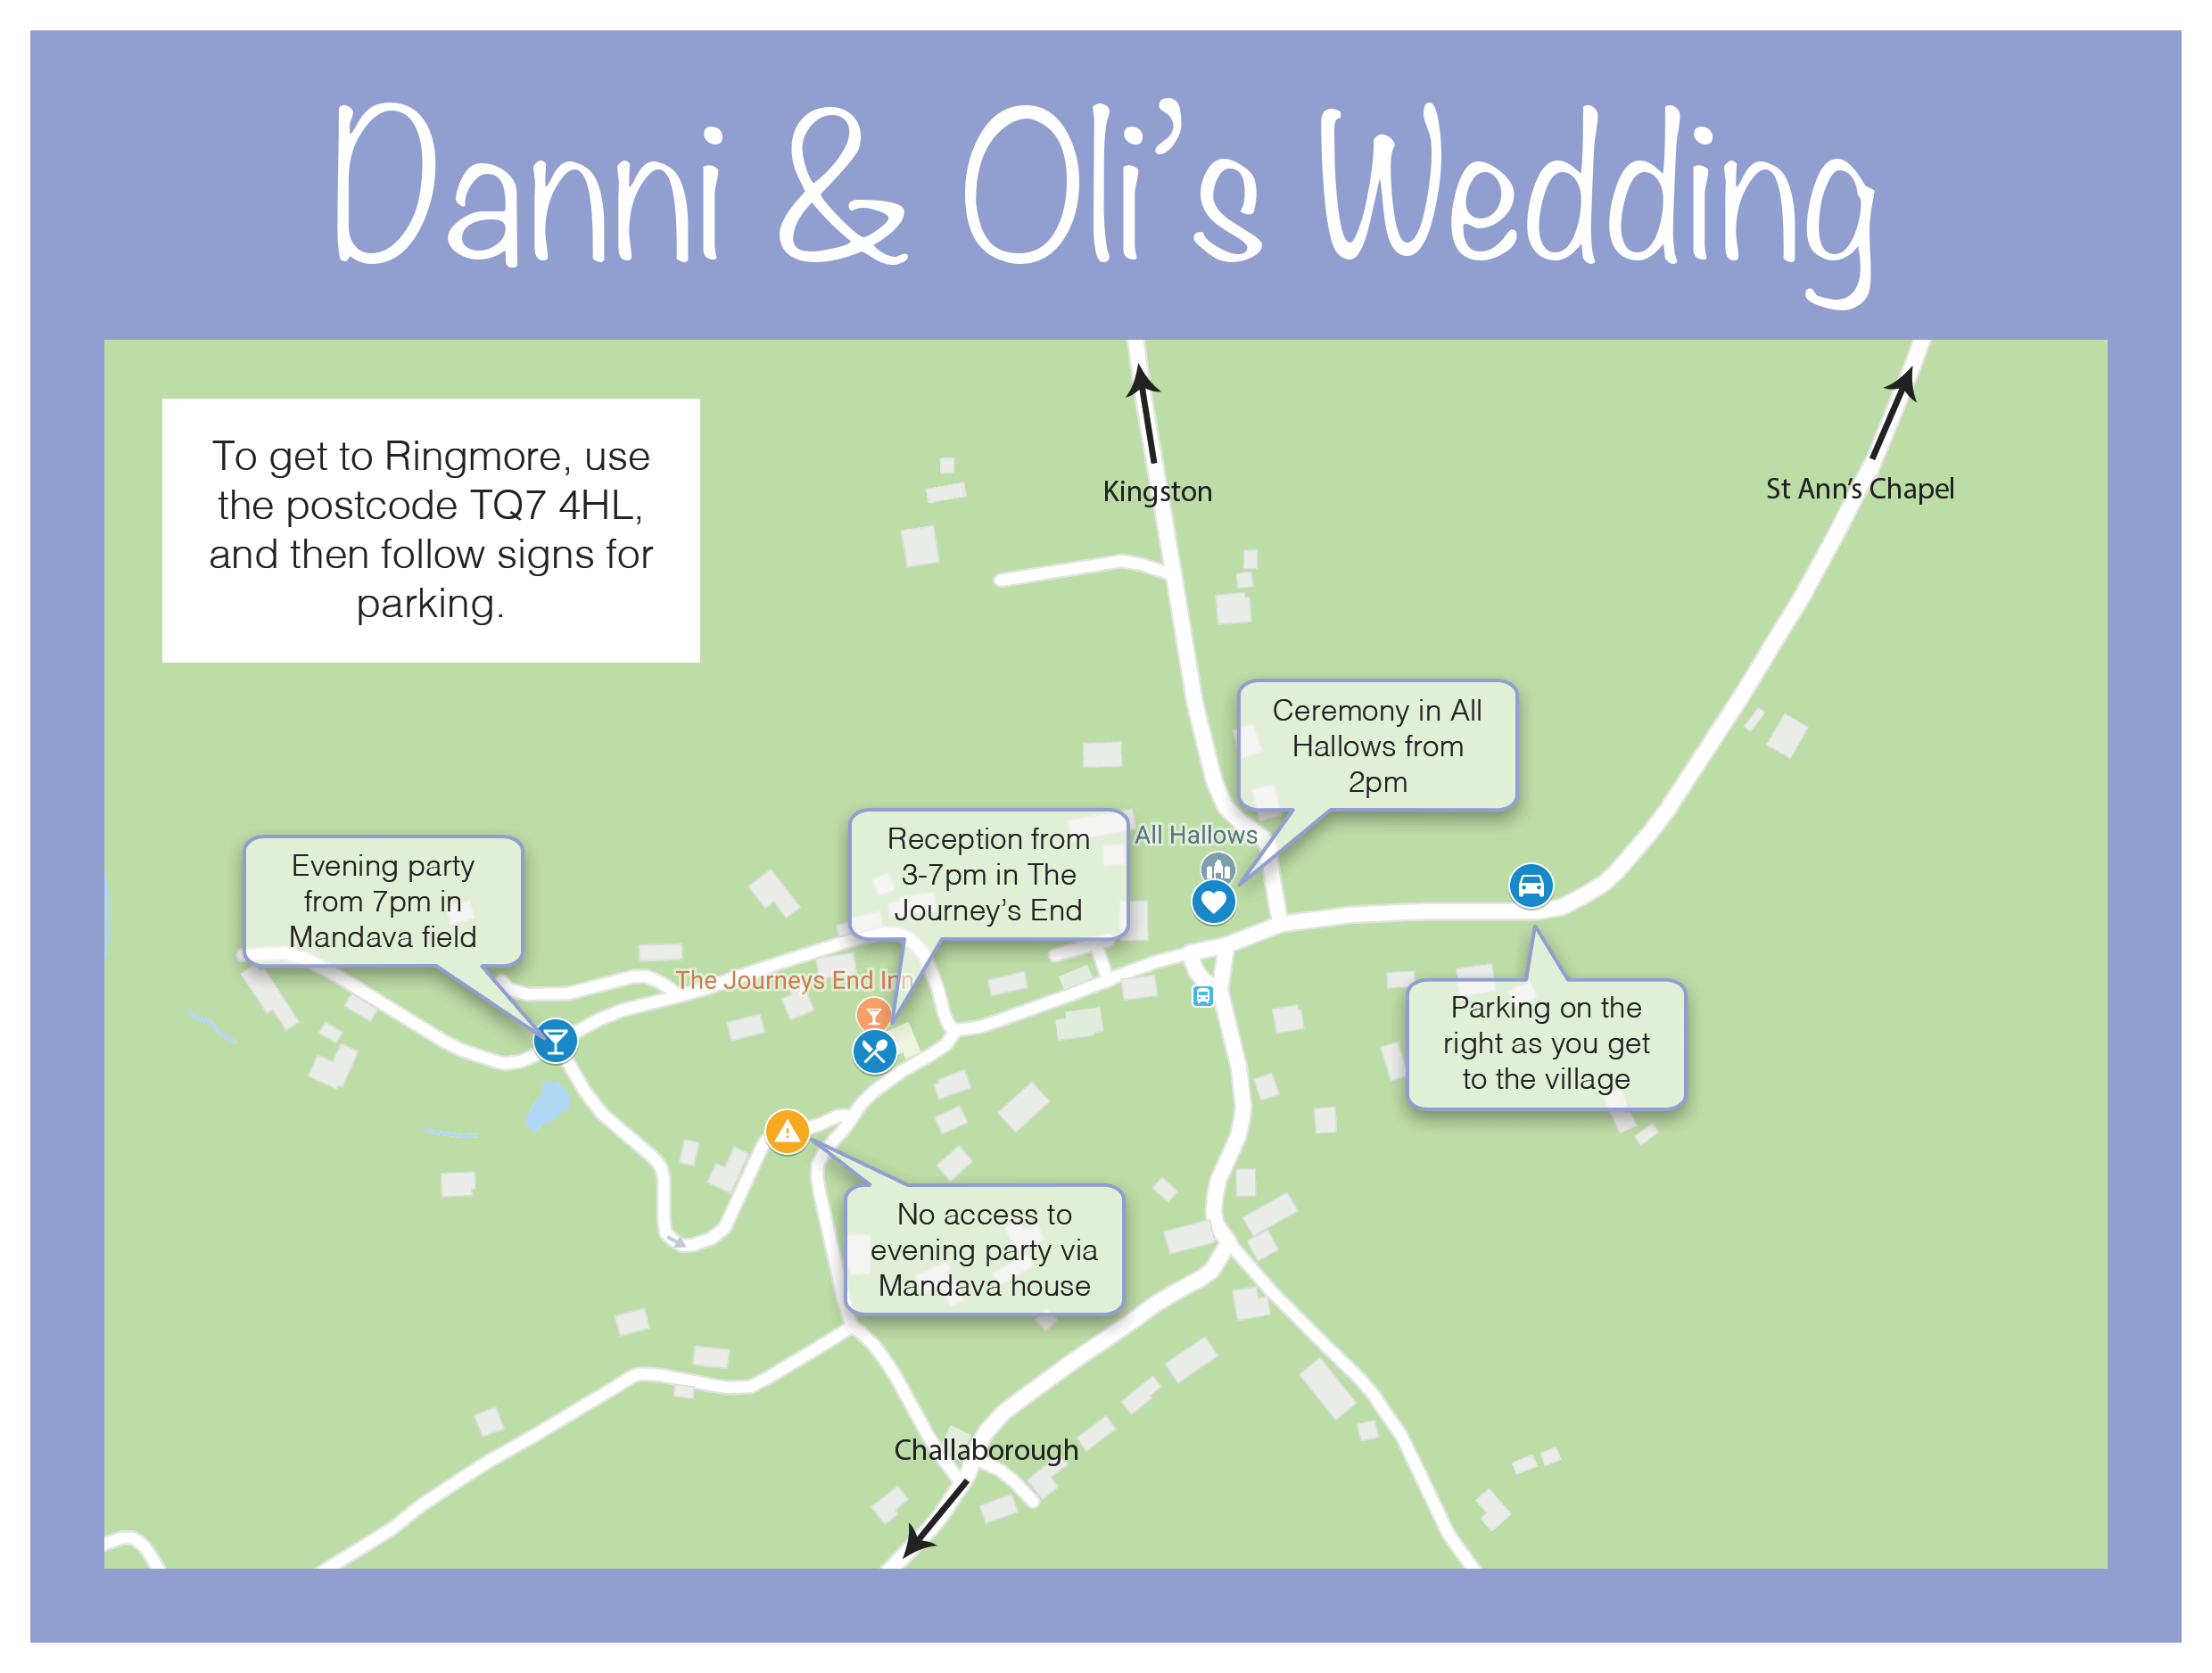 Danni & Oli's Wedding
To get to Ringmore, use
the postcode TQ7 4HL,
and then follow signs for
parking.
Kingston
St Ann's Chapel
Ceremony in All
Hallows from
2pm
All Hallows
Reception from
3-7pm in The
Journey's End
Evening party
from 7pm in
Mandava field
The Journeys End Inn
Parking on the
right as you get
to the village
No access to
evening party via
Mandava house
Challaborough